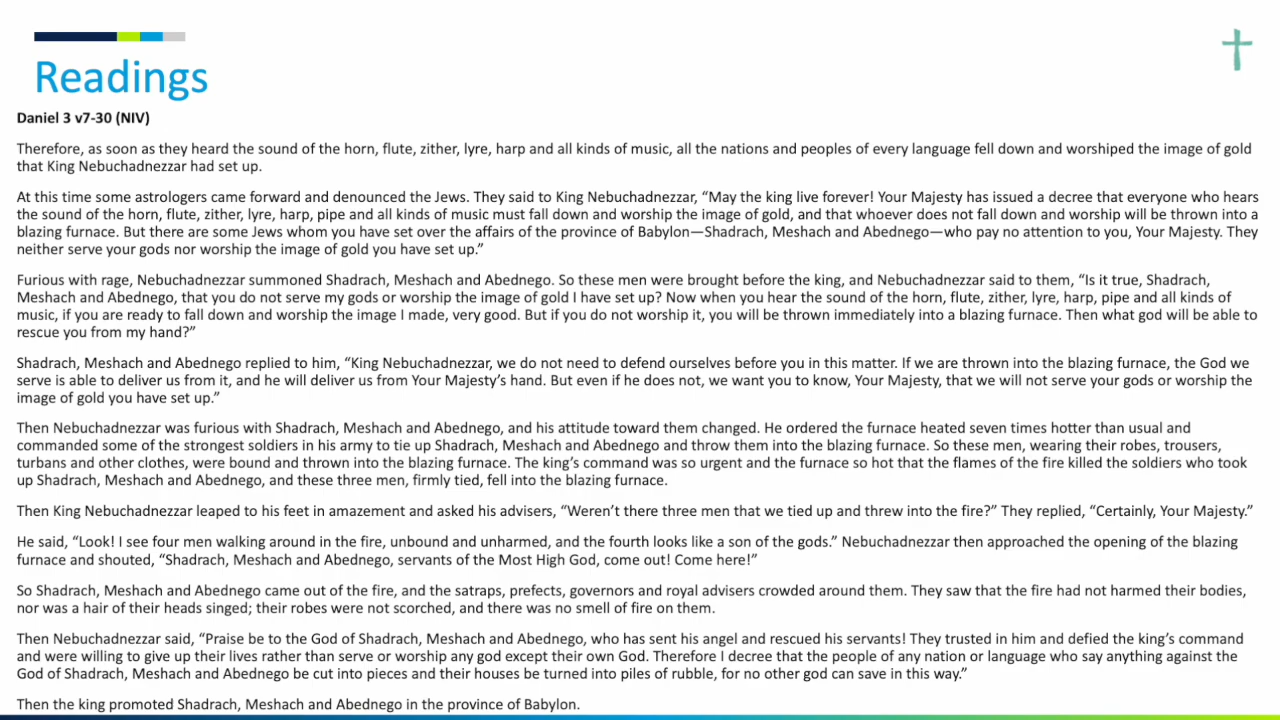 Readings
Daniel 3 v7-30 (NIV)
Therefore, as soon as they heard the sound of the horn, flute, zither, lyre, harp and all kinds of music, all the nations and peoples of every language fell down and worshiped the image of gold
that King Nebuchadnezzar had set up.
At this time some astrologers came forward and denounced the Jews. They said to King Nebuchadnezzar, “May the king live forever! Your Majesty has issued a decree that everyone who hears
the sound of the horn, flute, zither, lyre, harp, pipe and all kinds of music must fall down and worship the image of gold, and that whoever does not fall down and worship will be thrown into a
blazing furnace. But there are some Jews whom you have set over the affairs of the province of Babylon—Shadrach, Meshach and Abednego—who pay no attention to you, Your Majesty. They
neither serve your gods nor worship the image of gold you have set up.”
Furious with rage, Nebuchadnezzar summoned Shadrach, Meshach and Abednego. So these men were brought before the king, and Nebuchadnezzar said to them, “Is it true, Shadrach,
Meshach and Abednego, that you do not serve my gods or worship the image of gold I have set up? Now when you hear the sound of the horn, flute, zither, lyre, harp, pipe and all kinds of
music, if you are ready to fall down and worship the image I made, very good. But if you do not worship it, you will be thrown immediately into a blazing furnace. Then what god will be able to
rescue you from my hand?”
Shadrach, Meshach and Abednego replied to him, “King Nebuchadnezzar, we do not need to defend ourselves before you in this matter. If we are thrown into the blazing furnace, the God we
serve is able to deliver us from it, and he will deliver us from Your Majesty’s hand. But even if he does not, we want you to know, Your Majesty, that we will not serve your gods or worship the
image of gold you have set up.”
Then Nebuchadnezzar was furious with Shadrach, Meshach and Abednego, and his attitude toward them changed. He ordered the furnace heated seven times hotter than usual and
commanded some of the strongest soldiers in his army to tie up Shadrach, Meshach and Abednego and throw them into the blazing furnace. So these men, wearing their robes, trousers,
turbans and other clothes, were bound and thrown into the blazing furnace. The king’s command was so urgent and the furnace so hot that the flames of the fire killed the soldiers who took
up Shadrach, Meshach and Abednego, and these three men, firmly tied, fell into the blazing furnace.
Then King Nebuchadnezzar leaped to his feet in amazement and asked his advisers, “Weren’t there three men that we tied up and threw into the fire?” They replied, “Certainly, Your Majesty.”
He said, “Look! I see four men walking around in the fire, unbound and unharmed, and the fourth looks like a son of the gods.” Nebuchadnezzar then approached the opening of the blazing
furnace and shouted, “Shadrach, Meshach and Abednego, servants of the Most High God, come out! Come here!”
So Shadrach, Meshach and Abednego came out of the fire, and the satraps, prefects, governors and royal advisers crowded around them. They saw that the fire had not harmed their bodies,
nor was a hair of their heads singed; their robes were not scorched, and there was no smell of fire on them.
Then Nebuchadnezzar said, “Praise be to the God of Shadrach, Meshach and Abednego, who has sent his angel and rescued his servants! They trusted in him and defied the king’s command
and were willing to give up their lives rather than serve or worship any god except their own God. Therefore I decree that the people of any nation or language who say anything against the
God of Shadrach, Meshach and Abednego be cut into pieces and their houses be turned into piles of rubble, for no other god can save in this way.”
Then the king promoted Shadrach, Meshach and Abednego in the province of Babylon.